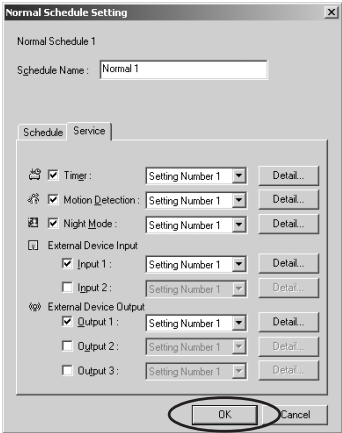 Normal Schedule Setting
Normal Schedule 1
Schedule Name : Normal 1
Schedule Service
Timer : Setting Number 1 Detail...
Motion Detection : Setting Number 1 Detail...
Night Mode : Setting Number 1 Detail...
External Device Input
Input 1 : Setting Number 1 Detail...
Input 2 : Setting Number 1 Detail...
External Device Output
Output 1 : Setting Number 1 Detail...
Output 2 : Setting Number 1 Detail...
Output 3 : Setting Number 1 Detail...
OK Cancel